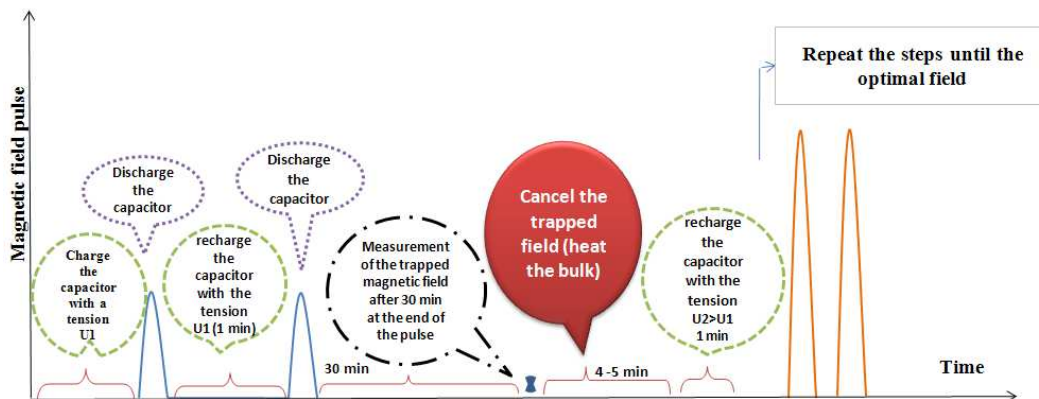 Magnetic field pulse
Charge the
capacitor
with a
tension
U1
Discharge
the
capacitor
recharge
the
capacitor
with the
tension
U1 (1 min)
Discharge
the
capacitor
30 min
Measurement
of the trapped
magnetic field
after 30 min
at the end of
the pulse
Cancel the
trapped
field (heat
the bulk)
4 -5 min
recharge
the
capacitor
with the
tension
U2>U1
1 min
Repeat the steps until the
optimal field
Time